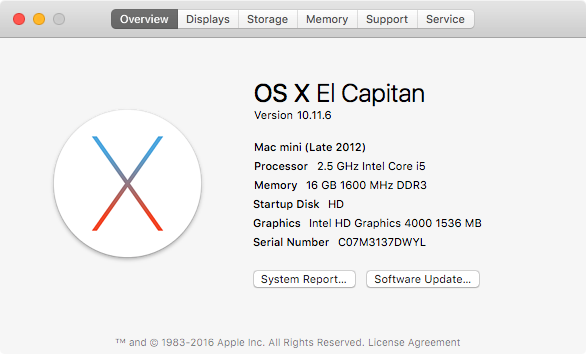 Overview Displays Storage Memory Support Service
OS X El Capitan
Version 10.11.6
Mac mini (Late 2012)
Processor 2.5 GHz Intel Core i5
Memory 16 GB 1600 MHz DDR3
Startup Disk HD
Graphics Intel HD Graphics 4000 1536 MB
Serial Number C07M3137DWYL
System Report... Software Update...
™ and © 1983-2016 Apple Inc. All Rights Reserved. License Agreement